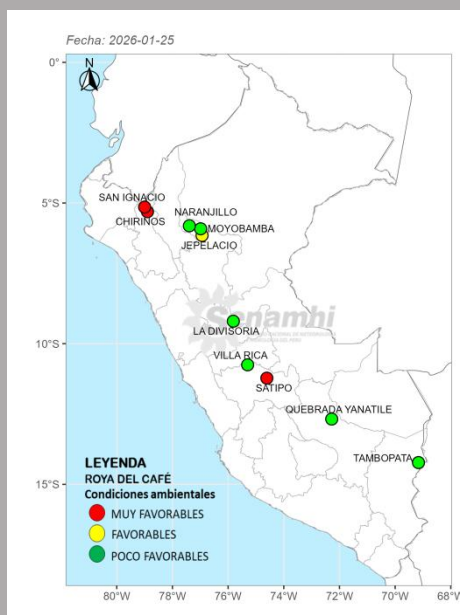 Fecha: 2026-01-25
N
0°
SAN IGNACIO
5°S
NARANJILLO
CHIRINOS
MOYOBAMBA
JEPELACIO
Senamhi
LA DIVISORIA
10°S
VILLA RICA
SATIPO
QUEBRADA YANATILE
TAMBOPATA
15°S
LEYENDA
ROYA DEL CAFÉ
Condiciones ambientales
MUY FAVORABLES
FAVORABLES
POCO FAVORABLES
80°W 78°W 76°W 74°W 72°W 70°W 68°W